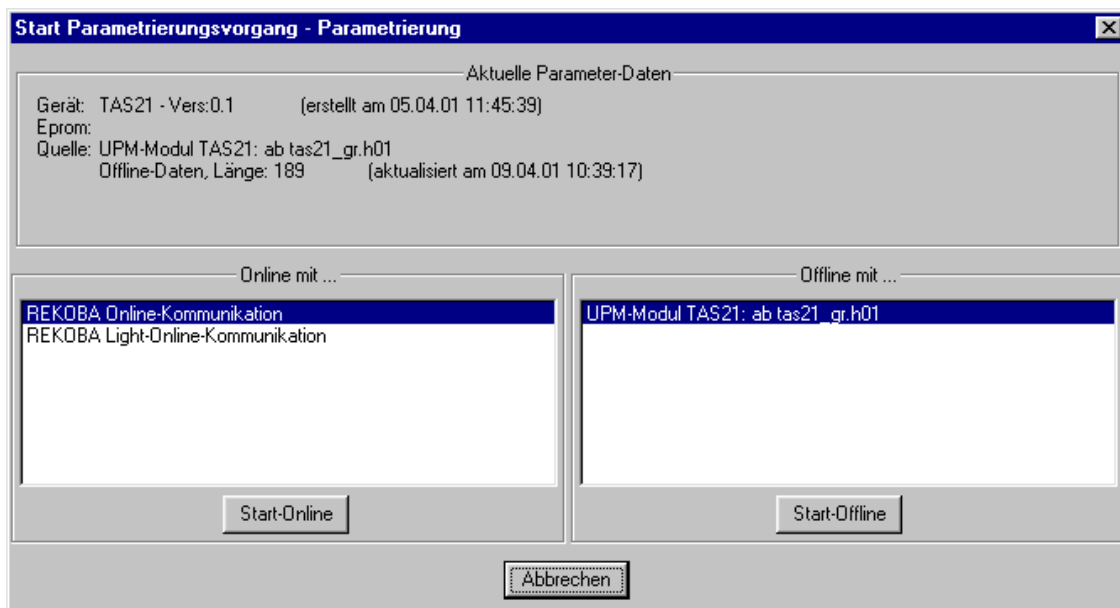 Start Parametrierungsvorgang - Parametrierung
Aktuelle Parameter-Daten
Gerät: TAS21 - Vers:0.1 (erstellt am 05.04.01 11:45:39)
Eprom:
Quelle: UPM-Modul TAS21: ab tas21_gr.h01
Offline-Daten, Länge: 189 (aktualisiert am 09.04.01 10:39:17)
Online mit ...
REKOBA Online-Kommunikation
REKOBA Light-Online-Kommunikation
Start-Online
Offline mit ...
UPM-Modul TAS21: ab tas21_gr.h01
Start-Offline
Abbrechen